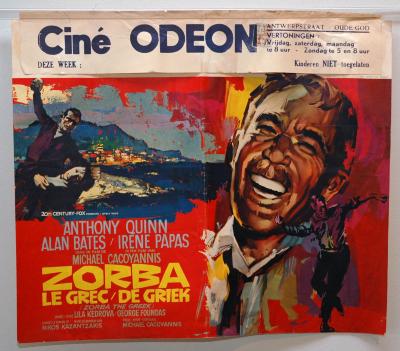 Ciné ODEON
ANTWERPSTRAAT - OUDE-GOD
VERTONINGEN :
Vrijdag, zaterdag, maandag
te 8 uur - Zondag te 5 en 8 uur
DEZE WEEK :
Kinderen NIET toegelaten
20th CENTURY-FOX
ANTHONY QUINN
ALAN BATES / IRENE PAPAS
MICHAEL CACOYANNIS
ZORBA
LE GREC / DE GRIEK
(ZORBA THE GREEK)
LILA KEDROVA - GEORGE FOUNDAS
NIKOS KAZANTZAKIS
MICHAEL CACOYANNIS